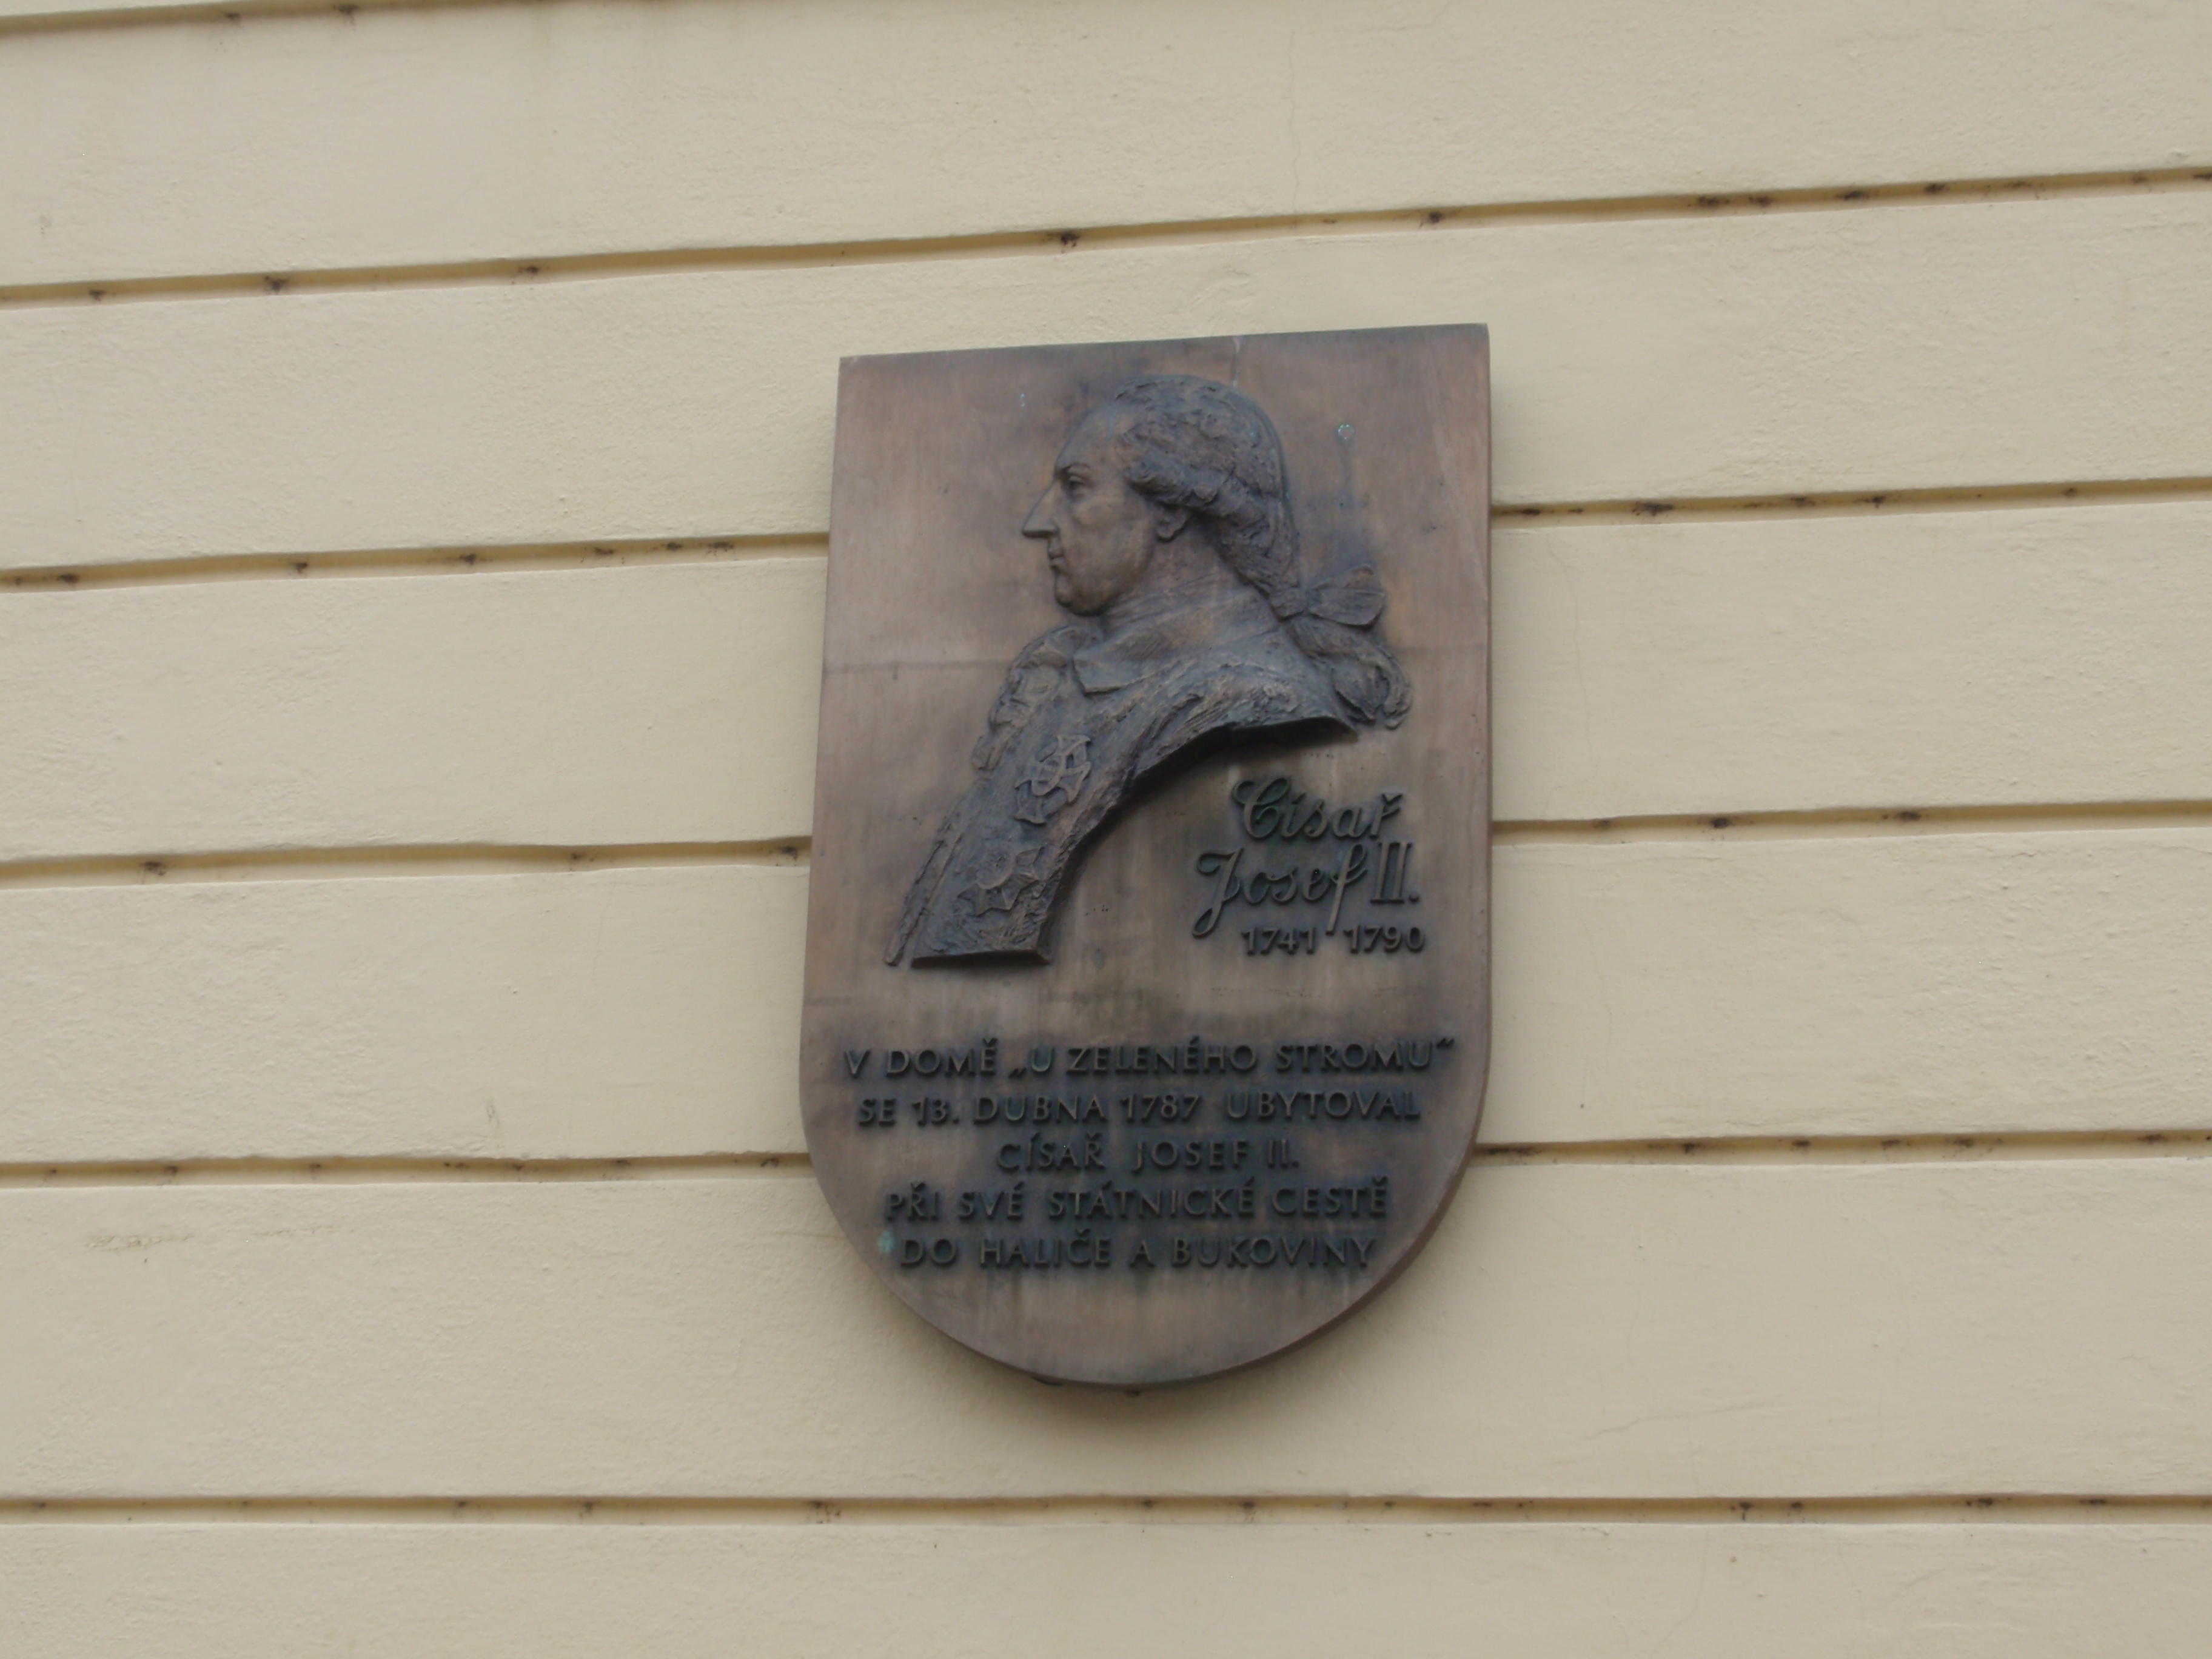 Císař
Josef II.
1741 1790
V DOMĚ „U ZELENÉHO STROMU“
SE 13. DUBNA 1787 UBYTOVAL
CÍSAŘ JOSEF II.
PŘI SVÉ STÁTNICKÉ CESTĚ
DO HALIČE A BUKOVINY